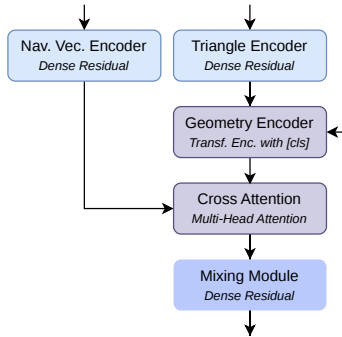 Nav. Vec. Encoder
Dense Residual
Triangle Encoder
Dense Residual
Geometry Encoder
Transf. Enc. with [cls]
Cross Attention
Multi-Head Attention
Mixing Module
Dense Residual